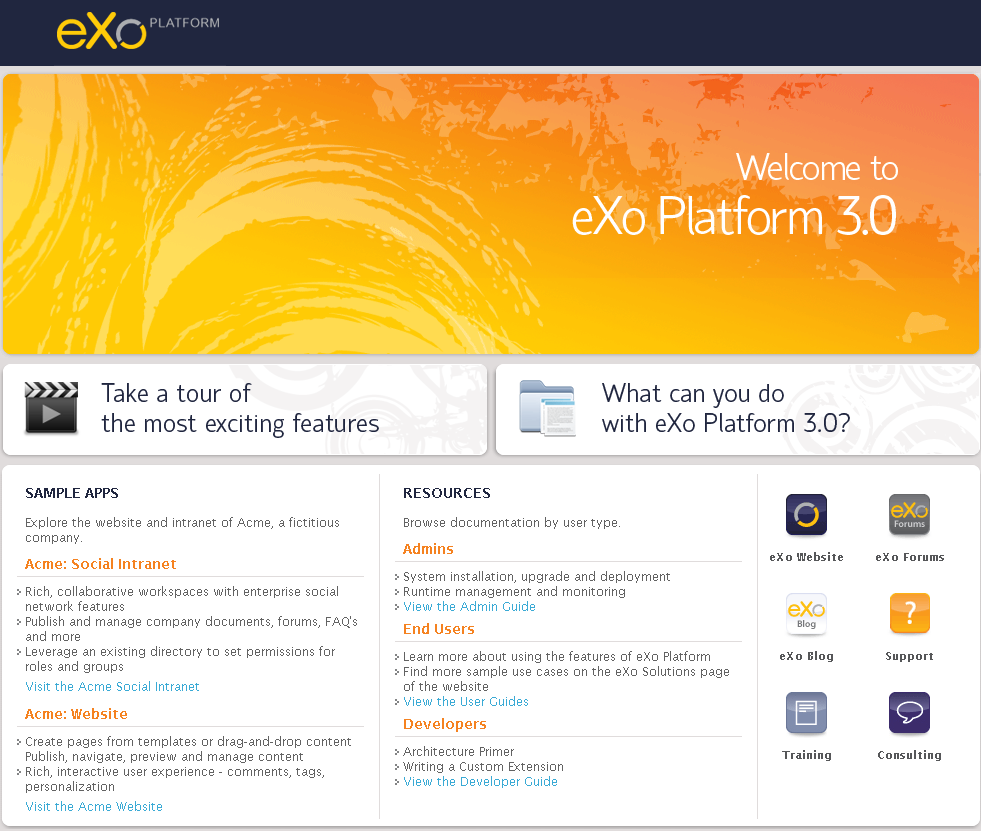 eXo PLATFORM
Welcome to
eXo Platform 3.0
Take a tour of
the most exciting features
What can you do
with eXo Platform 3.0?
SAMPLE APPS
Explore the website and intranet of Acme, a fictitious
company.
Acme: Social Intranet
Rich, collaborative workspaces with enterprise social
network features
Publish and manage company documents, forums, FAQ's
and more
Leverage an existing directory to set permissions for
roles and groups
Visit the Acme Social Intranet
Acme: Website
Create pages from templates or drag-and-drop content
Publish, navigate, preview and manage content
Rich, interactive user experience - comments, tags,
personalization
Visit the Acme Website
RESOURCES
Browse documentation by user type.
Admins
System installation, upgrade and deployment
Runtime management and monitoring
View the Admin Guide
End Users
Learn more about using the features of eXo Platform
Find more sample use cases on the eXo Solutions page
of the website
View the User Guides
Developers
Architecture Primer
Writing a Custom Extension
View the Developer Guide
eXo Website
eXo
Forums
eXo Forums
eXo
Blog
eXo Blog
?
Support
Training
Consulting